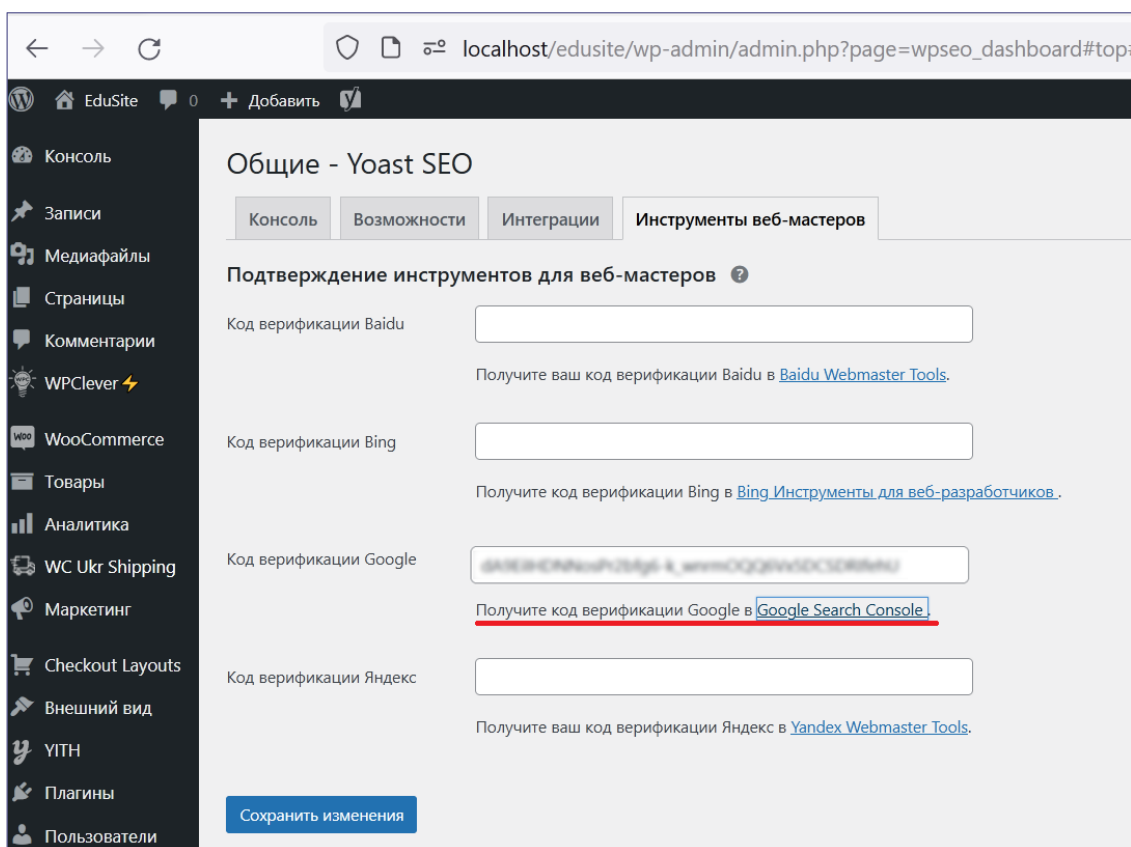 localhost/edusite/wp-admin/admin.php?page=wpseo_dashboard#top
EduSite 0 Добавить
Консоль
Записи
Медиафайлы
Страницы
Комментарии
WPClever
WooCommerce
Товары
Аналитика
WC Ukr Shipping
Маркетинг
Checkout Layouts
Внешний вид
YITH
Плагины
Пользователи
Общие - Yoast SEO
Консоль Возможности Интеграции Инструменты веб-мастеров
Подтверждение инструментов для веб-мастеров ?
Код верификации Baidu
Получите ваш код верификации Baidu в Baidu Webmaster Tools.
Код верификации Bing
Получите код верификации Bing в Bing Инструменты для веб-разработчиков .
Код верификации Google
Получите код верификации Google в Google Search Console .
Код верификации Яндекс
Получите ваш код верификации Яндекс в Yandex Webmaster Tools.
Сохранить изменения